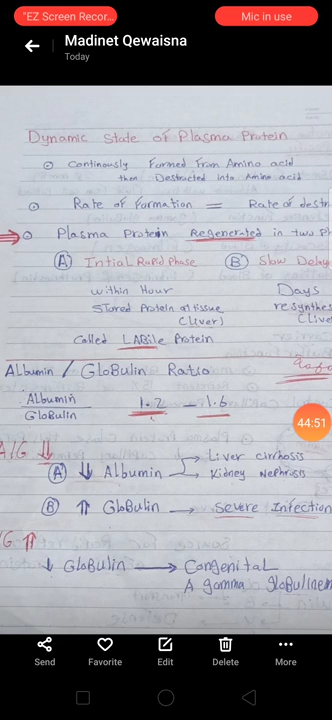 "EZ Screen Recor...
Mic in use
Madinet Qewaisna
Today
Dynamic State of Plasma Protein
Continously Formed From Amino acid
then Destructed into Amino acid
Rate of Formation = Rate of destr
Plasma Protein Regenerated in two Ph
A Initial Rapid Phase B Slow Delay
within Hour Days
Stured Protein at tissue resynthes
(Liver) (Live
Called LABile Protein
Albumin / GLoBulin Ratio
Albumin 1.2 - 1.6
GLoBulin
44:51
A/G ↓↓
A ↓ Albumin → Liver cirrhosis
→ Kidney Nephrosis
B ↑ GLoBulin → Severe Infection
/G ↑
↓ GLoBulin → Congenital
A gamma gLobulinem
Send
Favorite
Edit
Delete
More